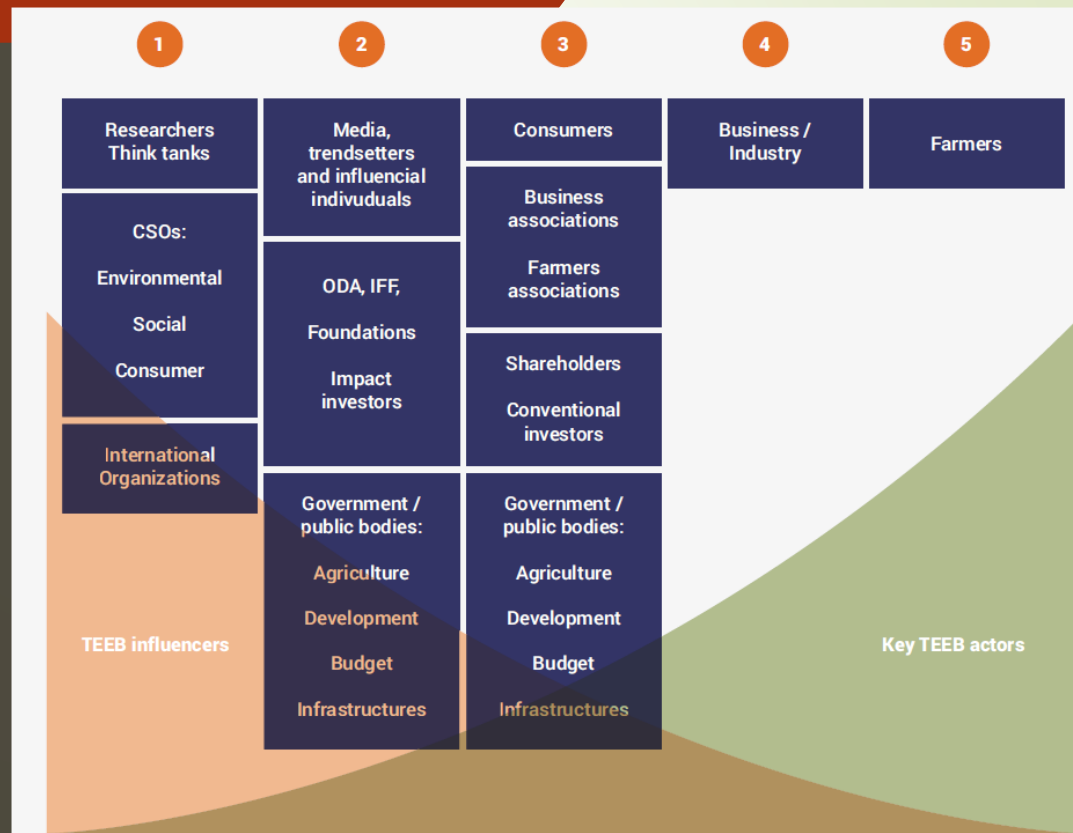 1
2
3
4
5
Researchers
Think tanks
CSOs:
Environmental
Social
Consumer
International
Organizations
Media,
trendsetters
and influencial
indivuduals
ODA, IFF,
Foundations
Impact
investors
Government /
public bodies:
Agriculture
Development
Budget
Infrastructures
Consumers
Business
associations
Farmers
associations
Shareholders
Conventional
investors
Government /
public bodies:
Agriculture
Development
Budget
Infrastructures
Business /
Industry
Farmers
TEEB influencers
Key TEEB actors